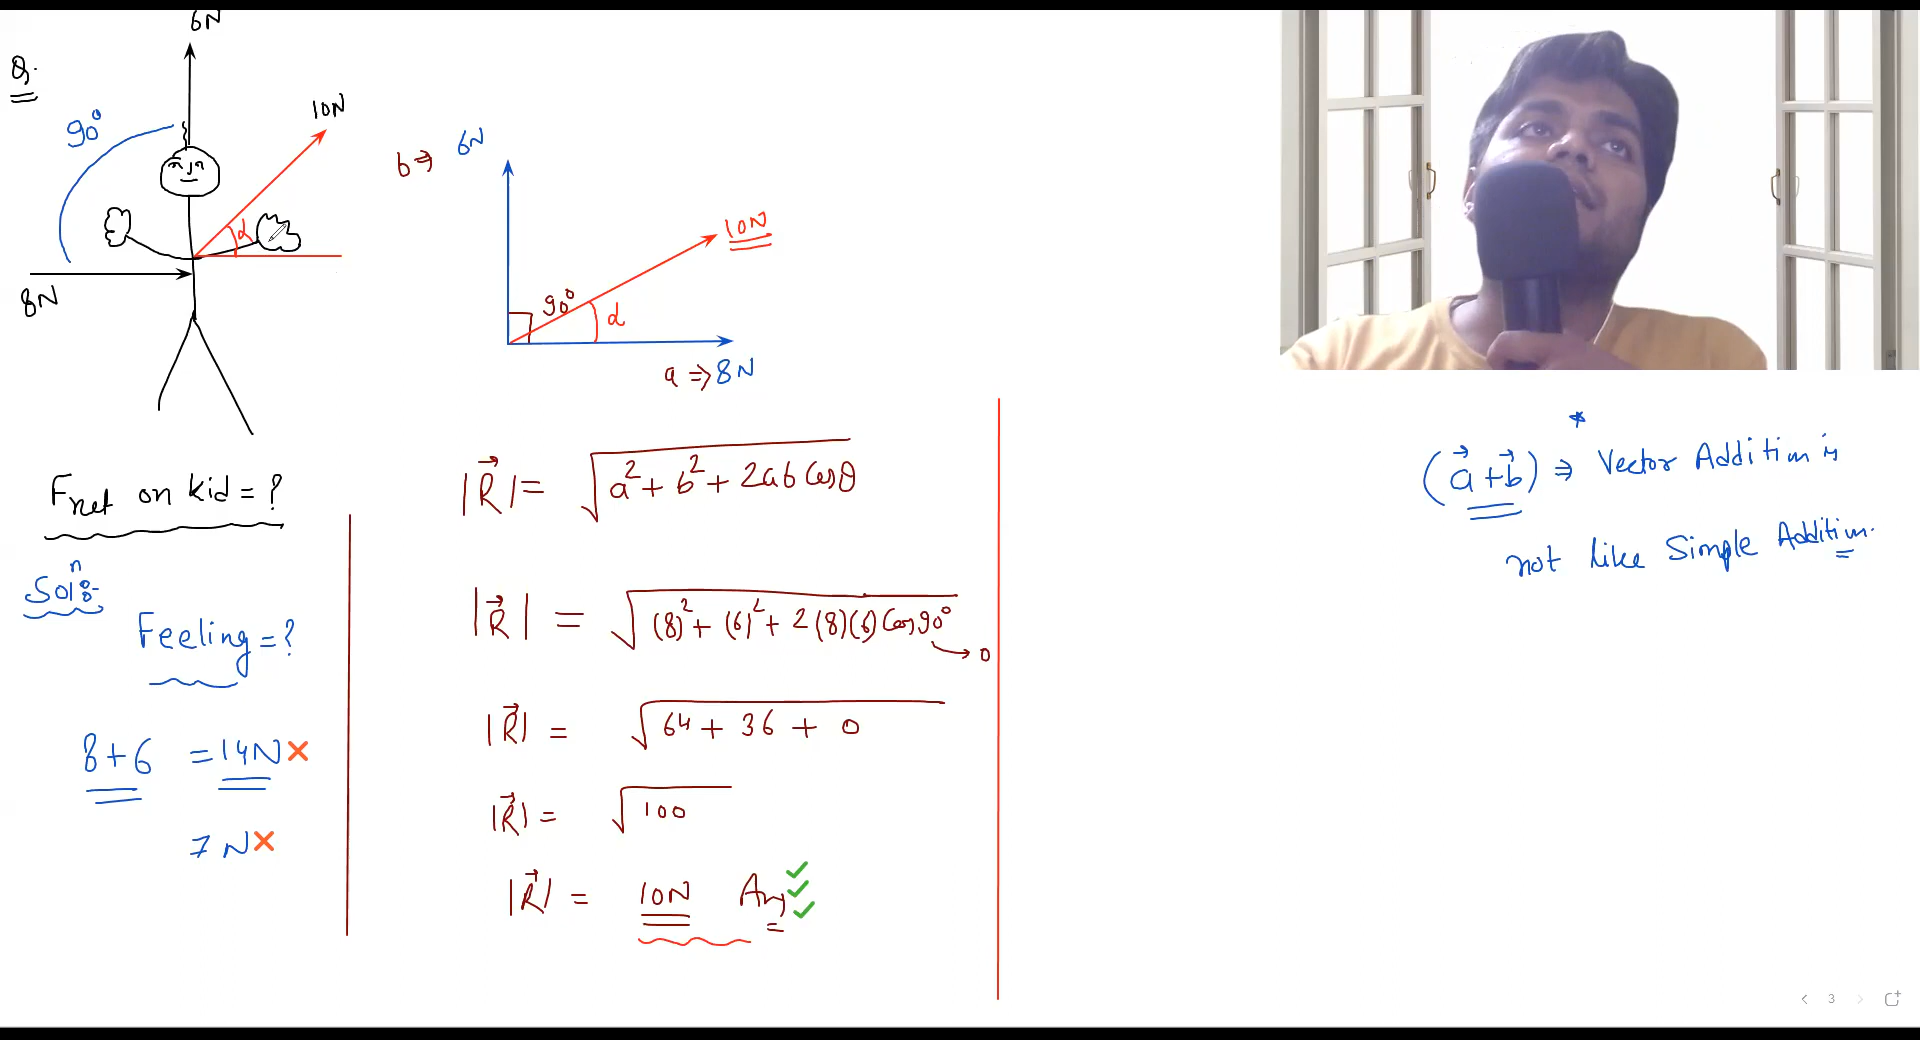 6N
Q.
90°
10N
α
8N
Fnet on kid = ?
Solⁿ:-
Feeling = ?
8+6 = 14N ×
7 N ×
b ⇒ 6N
10N
90°
α
a ⇒ 8N
|R⃗| = √(a² + b² + 2ab Cosθ)
|R⃗| = √((8)² + (6)² + 2(8)(6) Cos90°)
→ 0
|R⃗| = √(64 + 36 + 0)
|R⃗| = √100
|R⃗| = 10N Ans
(a⃗+b⃗) ⇒ * Vector Addition is
not like Simple Addition.
3